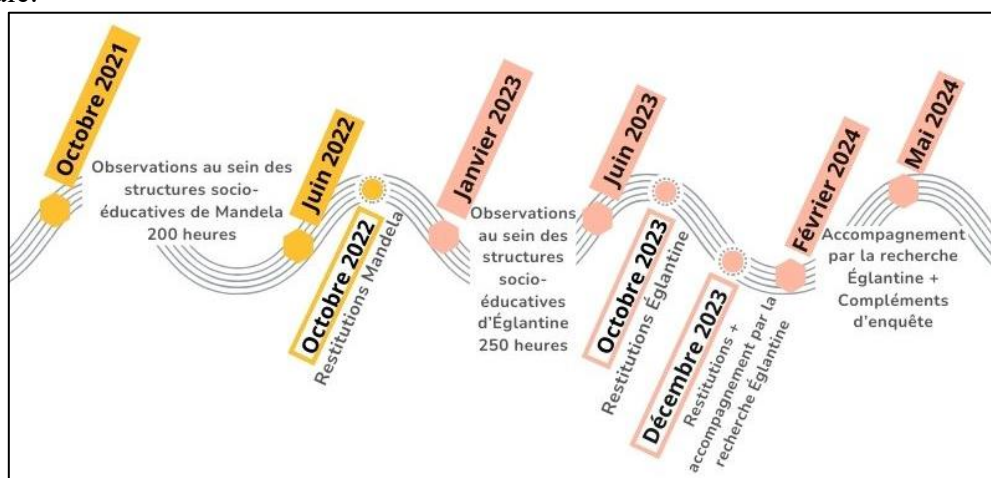 Octobre 2021
Observations au sein des
structures socio-
éducatives de Mandela
200 heures
Juin 2022
Octobre 2022
Restitutions Mandela
Janvier 2023
Observations
au sein des
structures
socio-
éducatives
d'Églantine
250 heures
Juin 2023
Octobre 2023
Restitutions Églantine
Décembre 2023
Restitutions +
accompagnement par la
recherche Églantine
Février 2024
Accompagnement
par la recherche
Églantine +
Compléments
d'enquête
Mai 2024